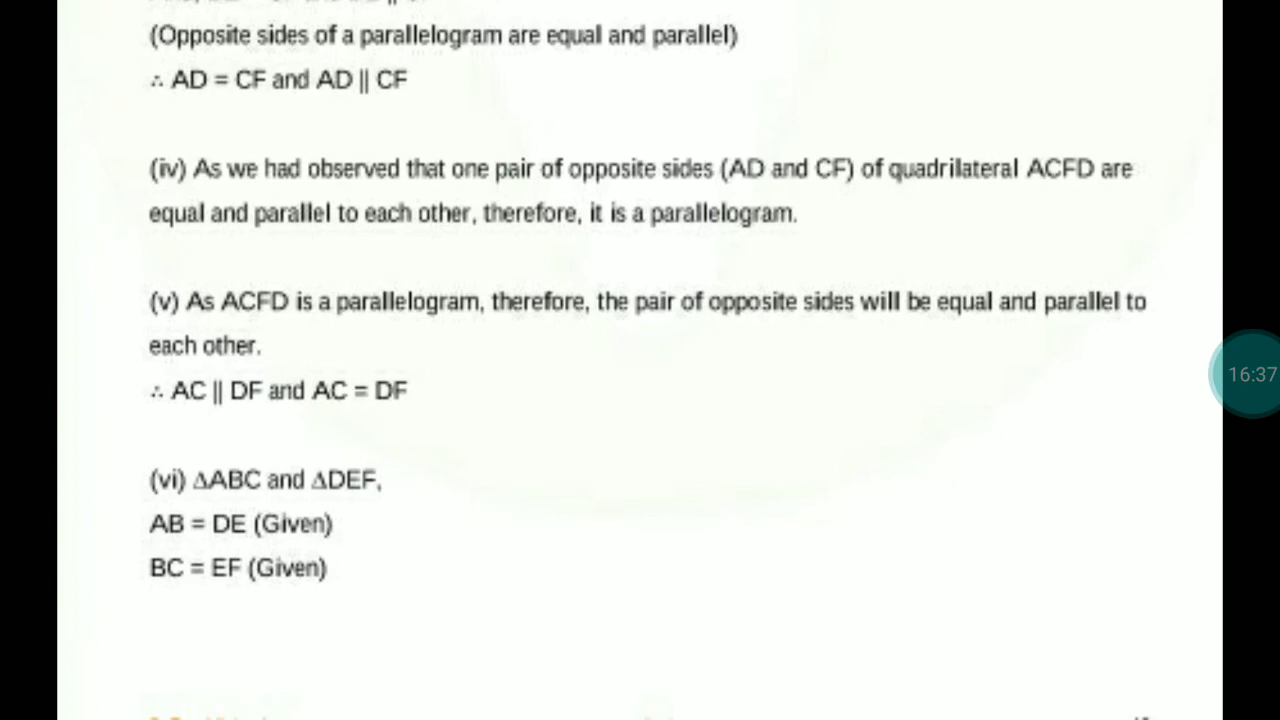 (Opposite sides of a parallelogram are equal and parallel)
∴ AD = CF and AD || CF
(iv) As we had observed that one pair of opposite sides (AD and CF) of quadrilateral ACFD are
equal and parallel to each other, therefore, it is a parallelogram.
(v) As ACFD is a parallelogram, therefore, the pair of opposite sides will be equal and parallel to
each other.
∴ AC || DF and AC = DF
(vi) ΔABC and ΔDEF,
AB = DE (Given)
BC = EF (Given)
16:37